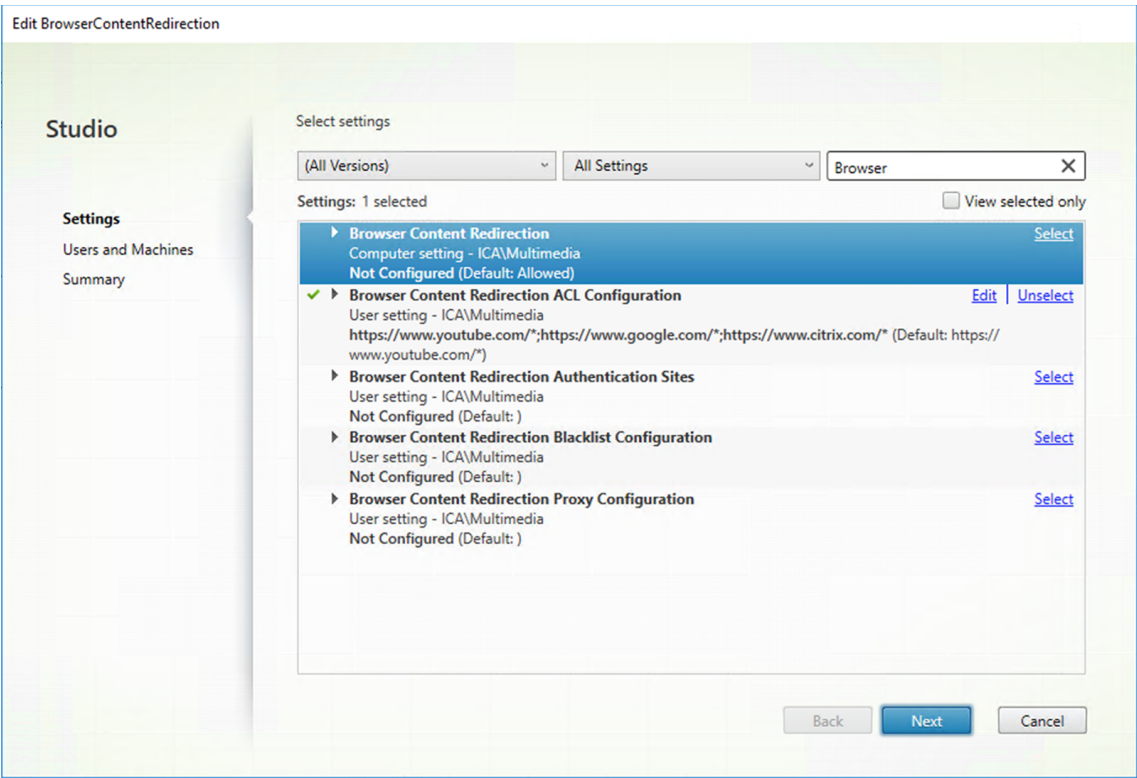 Edit BrowserContentRedirection
Studio
Settings
Users and Machines
Summary
Select settings
(All Versions)
All Settings
Browser
Settings: 1 selected
View selected only
Browser Content Redirection
Select
Computer setting - ICA\Multimedia
Not Configured (Default: Allowed)
Browser Content Redirection ACL Configuration
Edit | Unselect
User setting - ICA\Multimedia
https://www.youtube.com/*;https://www.google.com/*;https://www.citrix.com/* (Default: https://
www.youtube.com/*)
Browser Content Redirection Authentication Sites
Select
User setting - ICA\Multimedia
Not Configured (Default: )
Browser Content Redirection Blacklist Configuration
Select
User setting - ICA\Multimedia
Not Configured (Default: )
Browser Content Redirection Proxy Configuration
Select
User setting - ICA\Multimedia
Not Configured (Default: )
Back
Next
Cancel